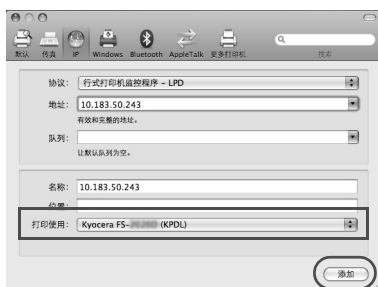 默认 传真 IP Windows Bluetooth AppleTalk 更多打印机 搜索
协议: 行式打印机监控程序 - LPD
地址: 10.183.50.243
有效和完整的地址。
队列:
让默认队列为空。
名称: 10.183.50.243
位置:
打印使用: Kyocera FS- (KPDL)
添加